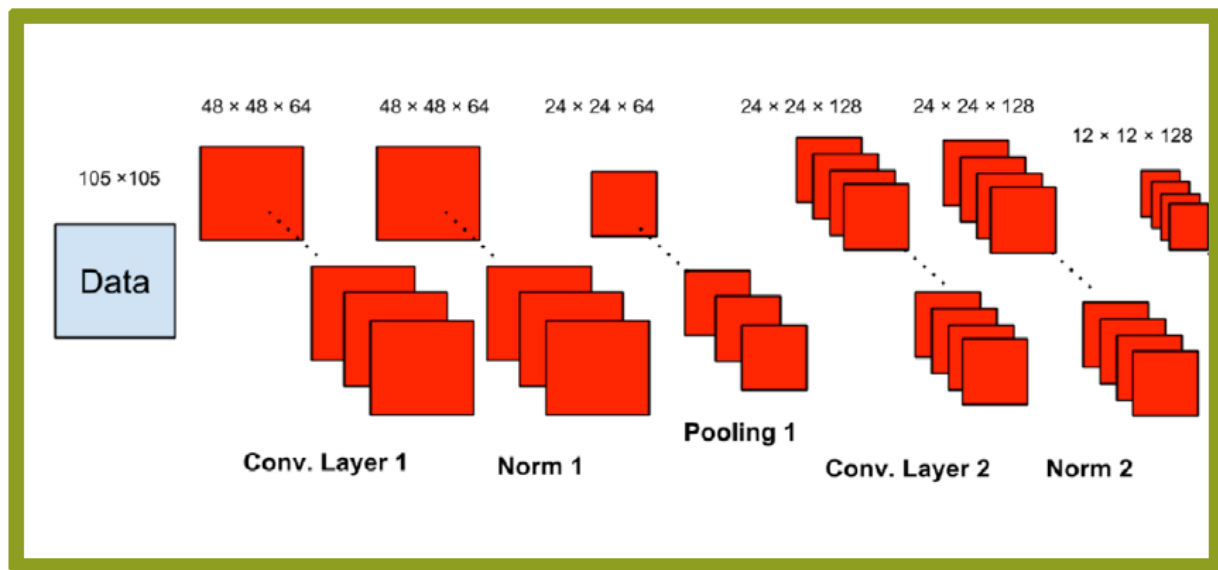 48 × 48 × 64
48 × 48 × 64
24 × 24 × 64
24 × 24 × 128
24 × 24 × 128
12 × 12 × 128
105 ×105
Data
Pooling 1
Conv. Layer 1
Norm 1
Conv. Layer 2
Norm 2